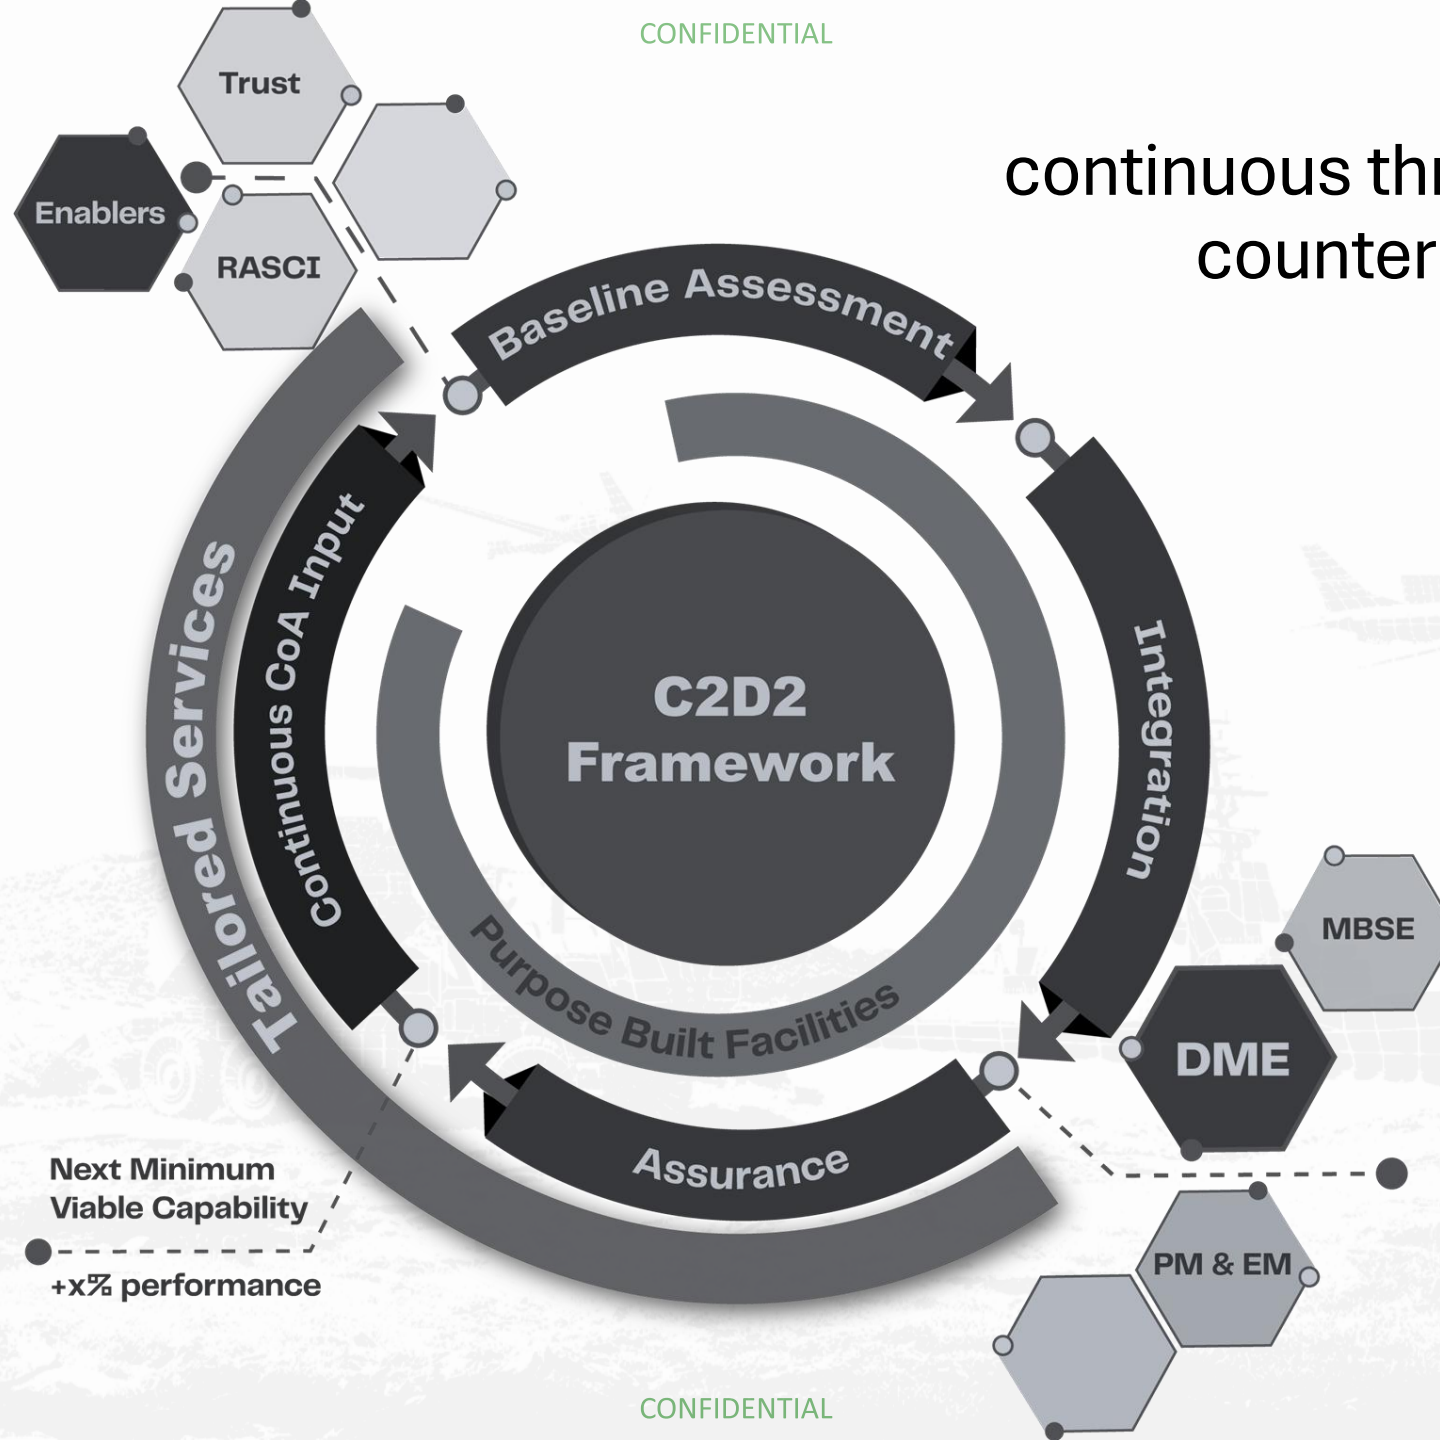 CONFIDENTIAL
Trust
Enablers
RASCI
continuous
counter
Baseline Assessment
Integration
Assurance
Continuous CoA Input
Tailored Services
C2D2
Framework
Purpose Built Facilities
MBSE
DME
PM & EM
Next Minimum
Viable Capability
+x% performance
CONFIDENTIAL